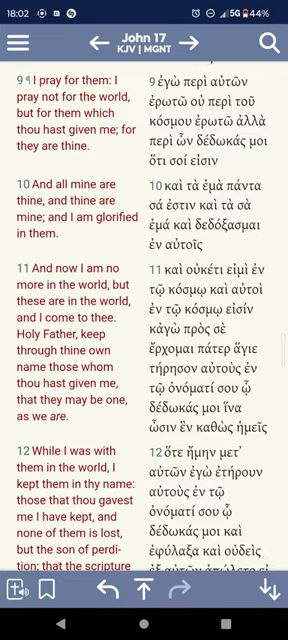 18:02
5G 44%
John 17
KJV | MGNT
9 ¶ I pray for them: I
pray not for the world,
but for them which
thou hast given me; for
they are thine.
10 And all mine are
thine, and thine are
mine; and I am glorified
in them.
11 And now I am no
more in the world, but
these are in the world,
and I come to thee.
Holy Father, keep
through thine own
name those whom
thou hast given me,
that they may be one,
as we are.
12 While I was with
them in the world, I
kept them in thy name:
those that thou gavest
me I have kept, and
none of them is lost,
but the son of perdi-
tion; that the scripture
9 ἐγὼ περὶ αὐτῶν
ἐρωτῶ οὐ περὶ τοῦ
κόσμου ἐρωτῶ ἀλλὰ
περὶ ὧν δέδωκάς μοι
ὅτι σοί εἰσιν
10 καὶ τὰ ἐμὰ πάντα
σά ἐστιν καὶ τὰ σὰ
ἐμά καὶ δεδόξασμαι
ἐν αὐτοῖς
11 καὶ οὐκέτι εἰμὶ ἐν
τῷ κόσμῳ καὶ αὐτοὶ
ἐν τῷ κόσμῳ εἰσίν
κἀγὼ πρὸς σὲ
ἔρχομαι πάτερ ἅγιε
τήρησον αὐτοὺς ἐν
τῷ ὀνόματί σου ᾧ
δέδωκάς μοι ἵνα
ὦσιν ἓν καθὼς ἡμεῖς
12 ὅτε ἤμην μετ’
αὐτῶν ἐγὼ ἐτήρουν
αὐτοὺς ἐν τῷ
ὀνόματί σου ᾧ
δέδωκάς μοι καὶ
ἐφύλαξα καὶ οὐδεὶς
ἐξ αὐτῶν ἀπώλετο εἰ